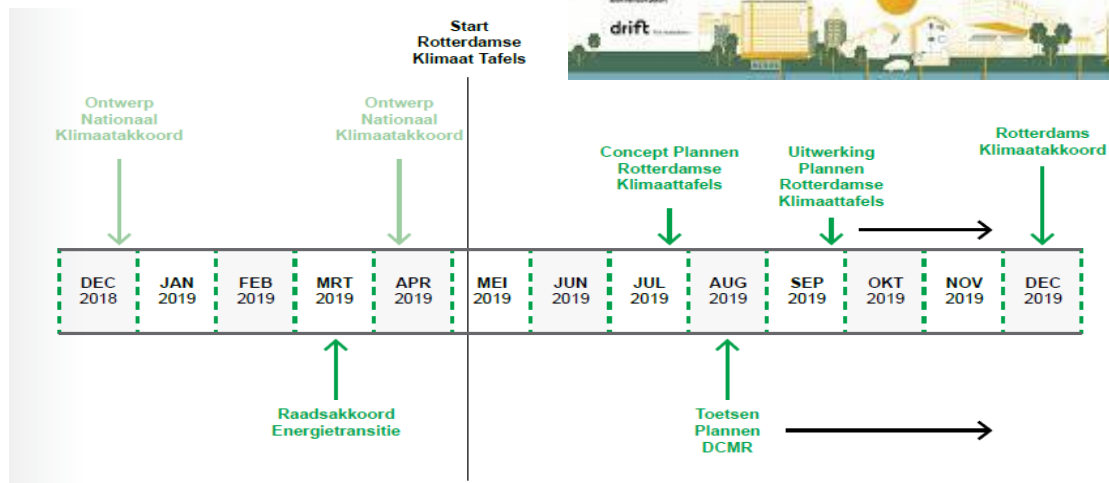 drift
Start
Rotterdamse
Klimaat Tafels
Ontwerp
Nationaal
Klimaatakkoord
Ontwerp
Nationaal
Klimaatakkoord
Concept Plannen
Rotterdamse
Klimaattafels
Uitwerking
Plannen
Rotterdamse
Klimaattafels
Rotterdams
Klimaatakkoord
DEC
2018
JAN
2019
FEB
2019
MRT
2019
APR
2019
MEI
2019
JUN
2019
JUL
2019
AUG
2019
SEP
2019
OKT
2019
NOV
2019
DEC
2019
Raadsakkoord
Energietransitie
Toetsen
Plannen
DCMR